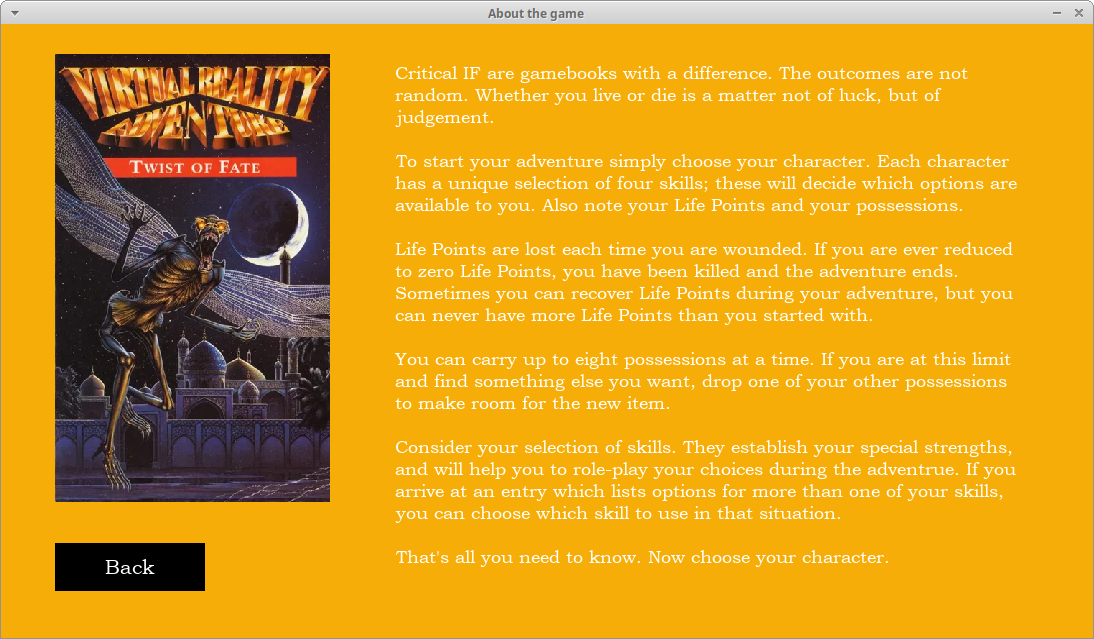 About the game
VIRTUAL REALITY
ADVENTURE
TWIST OF FATE
Critical IF are gamebooks with a difference. The outcomes are not
random. Whether you live or die is a matter not of luck, but of
judgement.
To start your adventure simply choose your character. Each character
has a unique selection of four skills; these will decide which options are
available to you. Also note your Life Points and your possessions.
Life Points are lost each time you are wounded. If you are ever reduced
to zero Life Points, you have been killed and the adventure ends.
Sometimes you can recover Life Points during your adventure, but you
can never have more Life Points than you started with.
You can carry up to eight possessions at a time. If you are at this limit
and find something else you want, drop one of your other possessions
to make room for the new item.
Consider your selection of skills. They establish your special strengths,
and will help you to role-play your choices during the adventrue. If you
arrive at an entry which lists options for more than one of your skills,
you can choose which skill to use in that situation.
That's all you need to know. Now choose your character.
Back